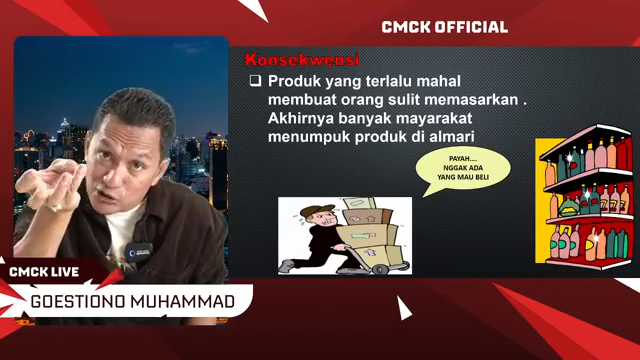 CMCK OFFICIAL
Konsekwensi
Produk yang terlalu mahal
membuat orang sulit memasarkan .
Akhirnya banyak mayarakat
menumpuk produk di almari
PAYAH....
NGGAK ADA
YANG MAU BELI
CMCK LIVE
GOESTIONO MUHAMMAD